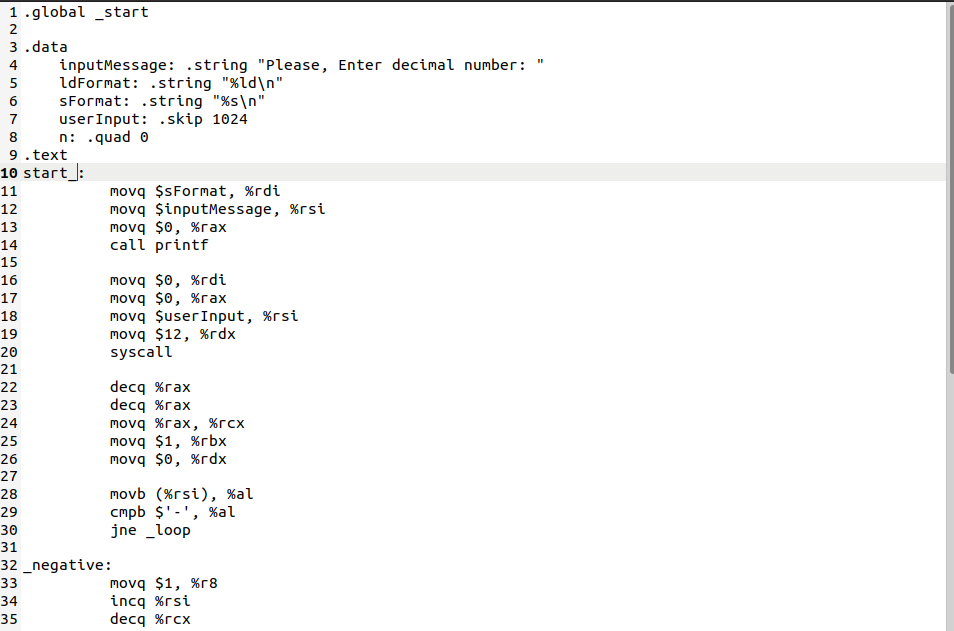 1 .global _start
2
3 .data
4     inputMessage: .string "Please, Enter decimal number: "
5     ldFormat: .string "%ld\n"
6     sFormat: .string "%s\n"
7     userInput: .skip 1024
8     n: .quad 0
9 .text
10 start_:
11         movq $sFormat, %rdi
12         movq $inputMessage, %rsi
13         movq $0, %rax
14         call printf
15
16         movq $0, %rdi
17         movq $0, %rax
18         movq $userInput, %rsi
19         movq $12, %rdx
20         syscall
21
22         decq %rax
23         decq %rax
24         movq %rax, %rcx
25         movq $1, %rbx
26         movq $0, %rdx
27
28         movb (%rsi), %al
29         cmpb $'-', %al
30         jne _loop
31
32 _negative:
33         movq $1, %r8
34         incq %rsi
35         decq %rcx